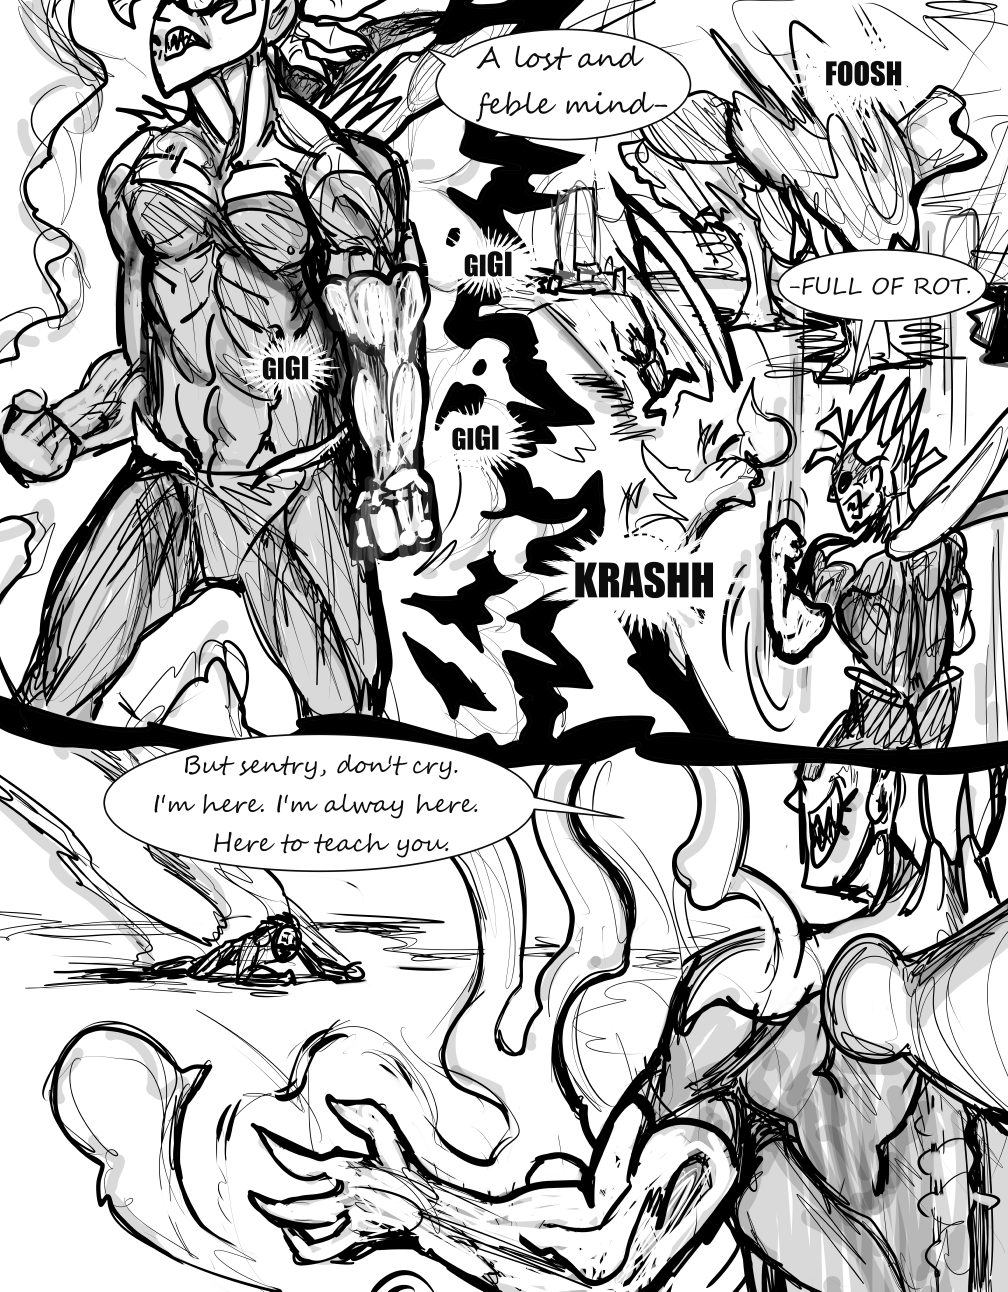 A lost and
feble mind-
FOOSH
GIGI
-FULL OF ROT.
GIGI
GIGI
KRASHH
But sentry, don't cry.
I'm here. I'm alway here.
Here to teach you.